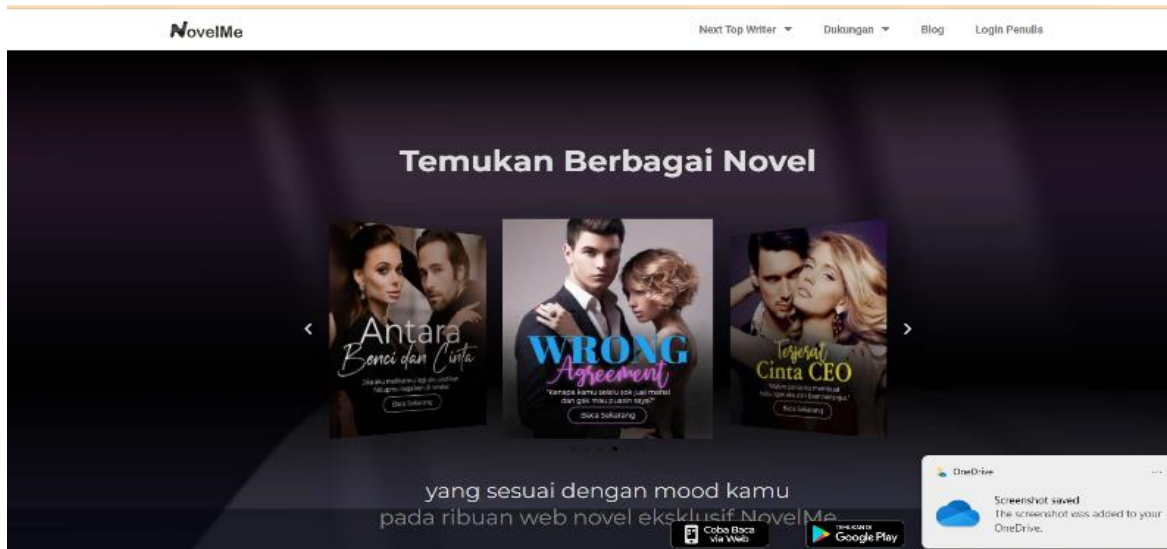 NovelMe
Next Top Writer
Dukungan
Blog
Login Penulis
Temukan Berbagai Novel
Antara
Benci dan Cinta
Baca Sekarang
WRONG
Agreement
"Kenapa kamu selalu sok jual mahal
dan gak mau puasin saya?"
Baca Sekarang
Terjerat
Cinta CEO
Baca Sekarang
yang sesuai dengan mood kamu
pada ribuan web novel eksklusif NovelMe
Coba Baca
via Web
TEMUKAN DI
Google Play
OneDrive
Screenshot saved
The screenshot was added to your
OneDrive.